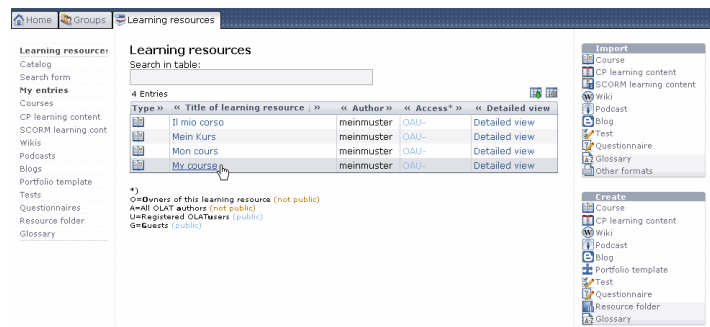 Home
Groups
Learning resources
Learning resources
Catalog
Search form
My entries
Courses
CP learning content
SCORM learning cont
Wikis
Podcasts
Blogs
Portfolio template
Tests
Questionnaires
Resource folder
Glossary
Learning resources
Search in table:
4 Entries
Type » « Title of learning resource ↓ » « Author » « Access* » « Detailed view
Il mio corso meinmuster OAU- Detailed view
Mein Kurs meinmuster OAU- Detailed view
Mon cours meinmuster OAU- Detailed view
My course meinmuster OAU- Detailed view
*)
O=Owners of this learning resource (not public)
A=All OLAT authors (not public)
U=Registered OLATusers (public)
G=Guests (public)
Import
Course
CP learning content
SCORM learning content
Wiki
Podcast
Blog
Test
Questionnaire
Glossary
Other formats
Create
Course
CP learning content
Wiki
Podcast
Blog
Portfolio template
Test
Questionnaire
Resource folder
Glossary